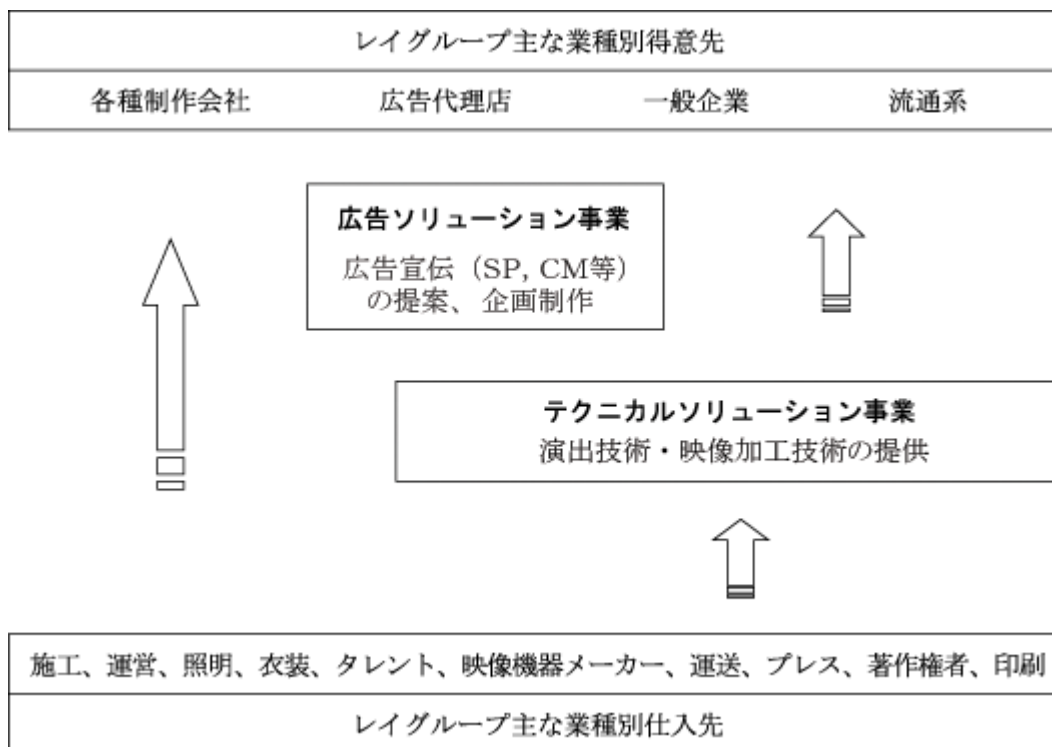 レイグループ主な業種別得意先
各種制作会社 広告代理店 一般企業 流通系
広告ソリューション事業
広告宣伝（SP, CM等）
の提案、企画制作
テクニカルソリューション事業
演出技術・映像加工技術の提供
施工、運営、照明、衣装、タレント、映像機器メーカー、運送、プレス、著作権者、印刷
レイグループ主な業種別仕入先